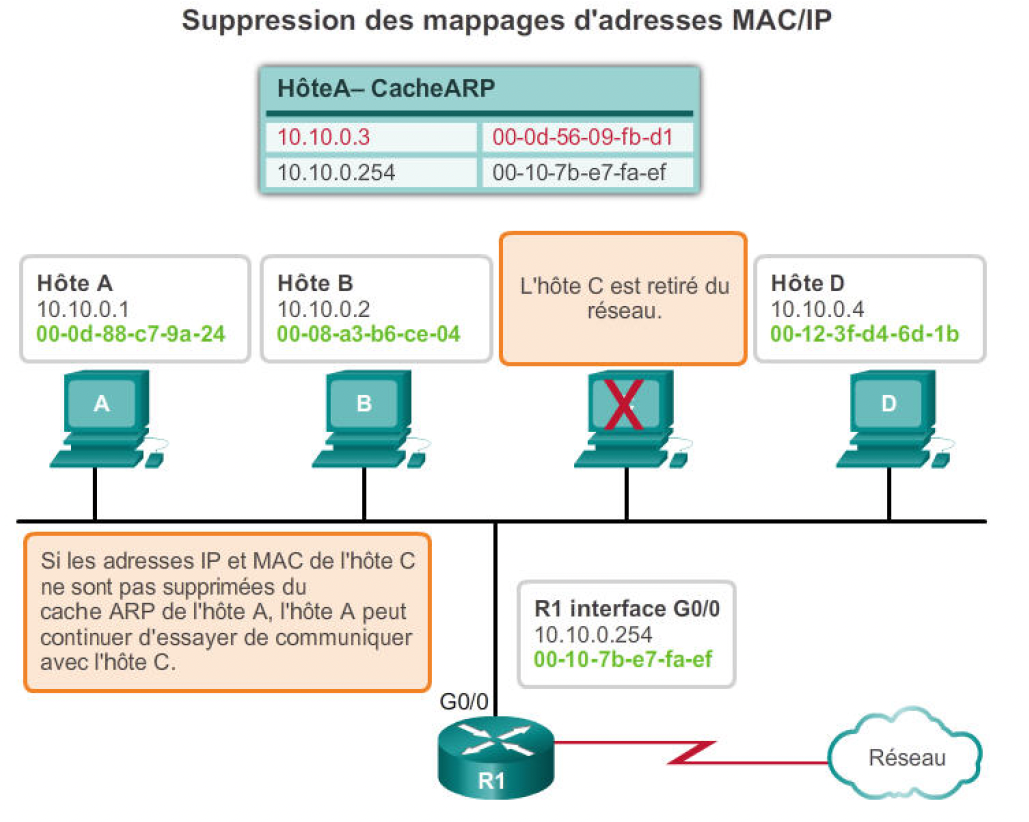 Suppression des mappages d'adresses MAC/IP
HôteA– CacheARP
10.10.0.3 00-0d-56-09-fb-d1
10.10.0.254 00-10-7b-e7-fa-ef
Hôte A
10.10.0.1
00-0d-88-c7-9a-24
Hôte B
10.10.0.2
00-08-a3-b6-ce-04
L'hôte C est retiré du
réseau.
Hôte D
10.10.0.4
00-12-3f-d4-6d-1b
A
B
D
Si les adresses IP et MAC de l'hôte C
ne sont pas supprimées du
cache ARP de l'hôte A, l'hôte A peut
continuer d'essayer de communiquer
avec l'hôte C.
R1 interface G0/0
10.10.0.254
00-10-7b-e7-fa-ef
G0/0
R1
Réseau